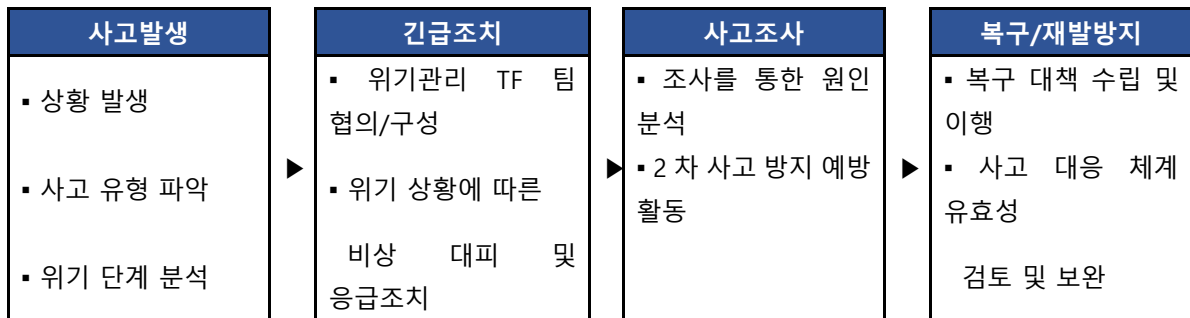 사고발생
▪ 상황 발생
▪ 사고 유형 파악
▪ 위기 단계 분석
▶
긴급조치
▪ 위기관리 TF 팀
협의/구성
▪ 위기 상황에 따른
비상 대피 및
응급조치
▶
사고조사
▪ 조사를 통한 원인
분석
▪ 2 차 사고 방지 예방
활동
▶
복구/재발방지
▪ 복구 대책 수립 및
이행
▪ 사고 대응 체계
유효성
검토 및 보완